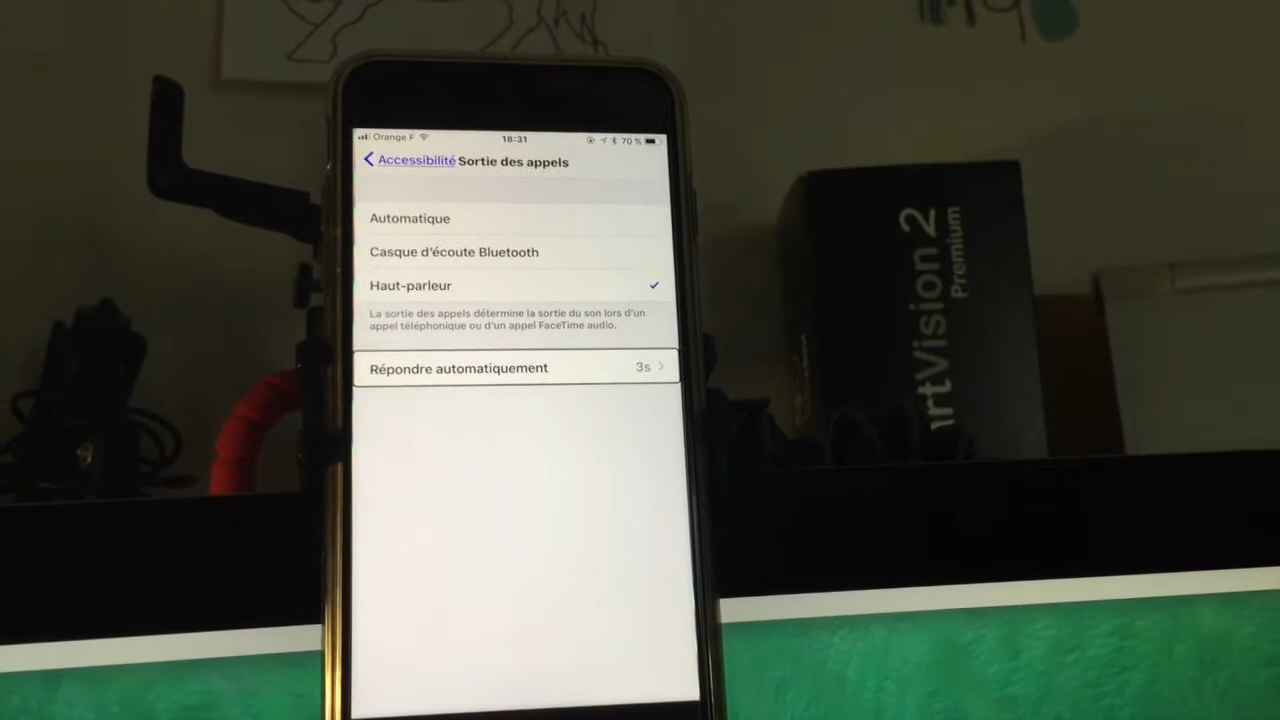 Orange F
18:31
70 %
Accessibilité
Sortie des appels
Automatique
Casque d'écoute Bluetooth
Haut-parleur
La sortie des appels détermine la sortie du son lors d'un
appel téléphonique ou d'un appel FaceTime audio.
Répondre automatiquement
3s
artVision 2
Premium